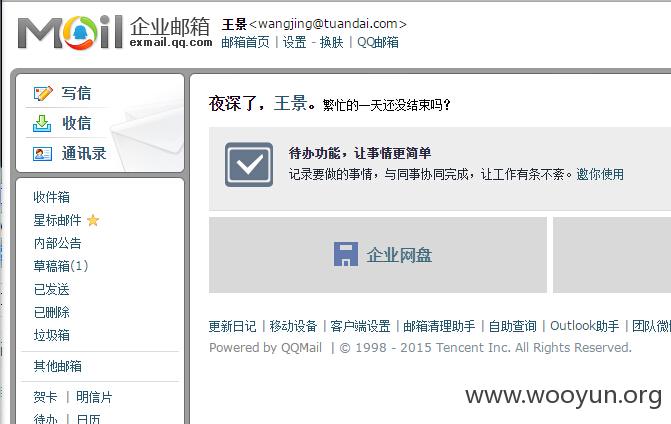 Mail 企业邮箱 王景<wangjing@tuandai.com>
exmail.qq.com 邮箱首页 | 设置 - 换肤 | QQ邮箱
写信
收信
通讯录
收件箱
星标邮件
内部公告
草稿箱(1)
已发送
已删除
垃圾箱
其他邮箱
贺卡 | 明信片
待办 | 日历
夜深了，王景。繁忙的一天还没结束吗？
待办功能，让事情更简单
记录要做的事情，与同事协同完成，让工作有条不紊。邀你使用
企业网盘
更新日记 | 移动设备 | 客户端设置 | 邮箱清理助手 | 自助查询 | Outlook助手 | 团队微
Powered by QQMail | © 1998 - 2015 Tencent Inc. All Rights Reserved.
www.wooyun.org